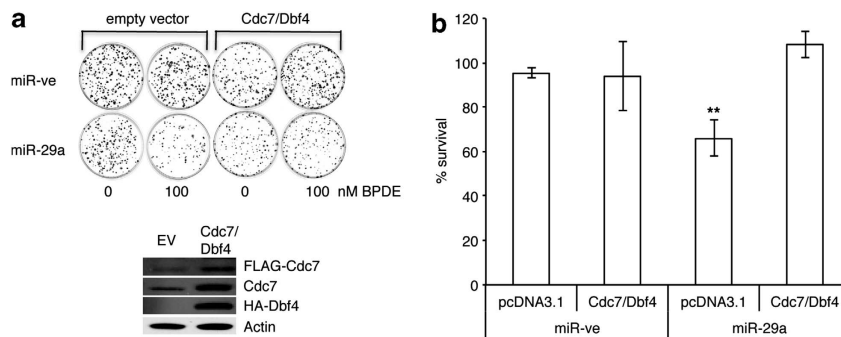 a
empty vector
Cdc7/Dbf4
miR-ve
miR-29a
0
100
0
100
nM BPDE
EV
Cdc7/
Dbf4
FLAG-Cdc7
Cdc7
HA-Dbf4
Actin
b
% survival
120
100
80
60
40
20
0
**
pcDNA3.1
Cdc7/Dbf4
pcDNA3.1
Cdc7/Dbf4
miR-ve
miR-29a